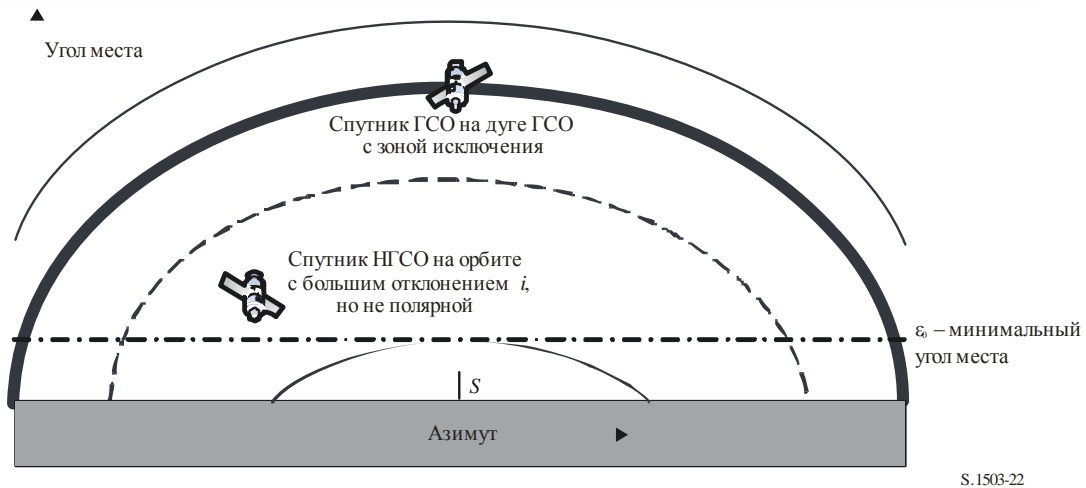 Угол места
Спутник ГСО на дуге ГСО
с зоной исключения
Спутник НГСО на орбите
с большим отклонением i,
но не полярной
ε₀ – минимальный
угол места
S
Азимут
S.1503-22